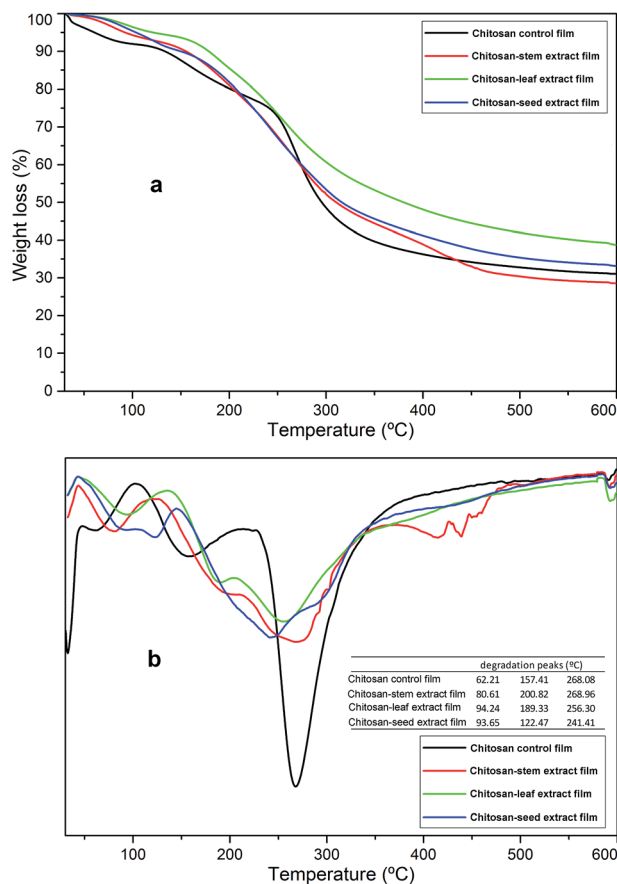 100
90
80
70
60
50
40
30
20
10
0
Weight loss (%)
Chitosan control film
Chitosan-stem extract film
Chitosan-leaf extract film
Chitosan-seed extract film
a
100 200 300 400 500 600
Temperature (ºC)
b
degradation peaks (ºC)
Chitosan control film 62.21 157.41 268.08
Chitosan-stem extract film 80.61 200.82 268.96
Chitosan-leaf extract film 94.24 189.33 256.30
Chitosan-seed extract film 93.65 122.47 241.41
Chitosan control film
Chitosan-stem extract film
Chitosan-leaf extract film
Chitosan-seed extract film
100 200 300 400 500 600
Temperature (ºC)